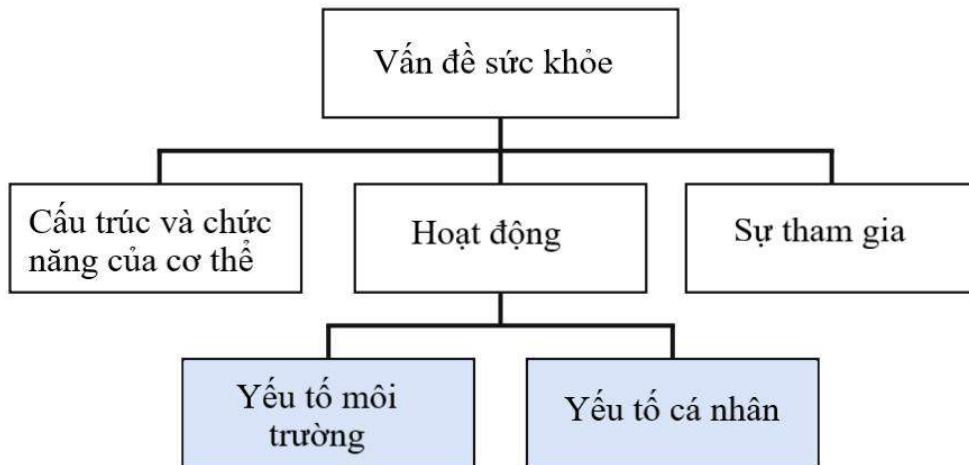 Vấn đề sức khỏe
Cấu trúc và chức
năng của cơ thể
Hoạt động
Sự tham gia
Yếu tố môi
trường
Yếu tố cá nhân